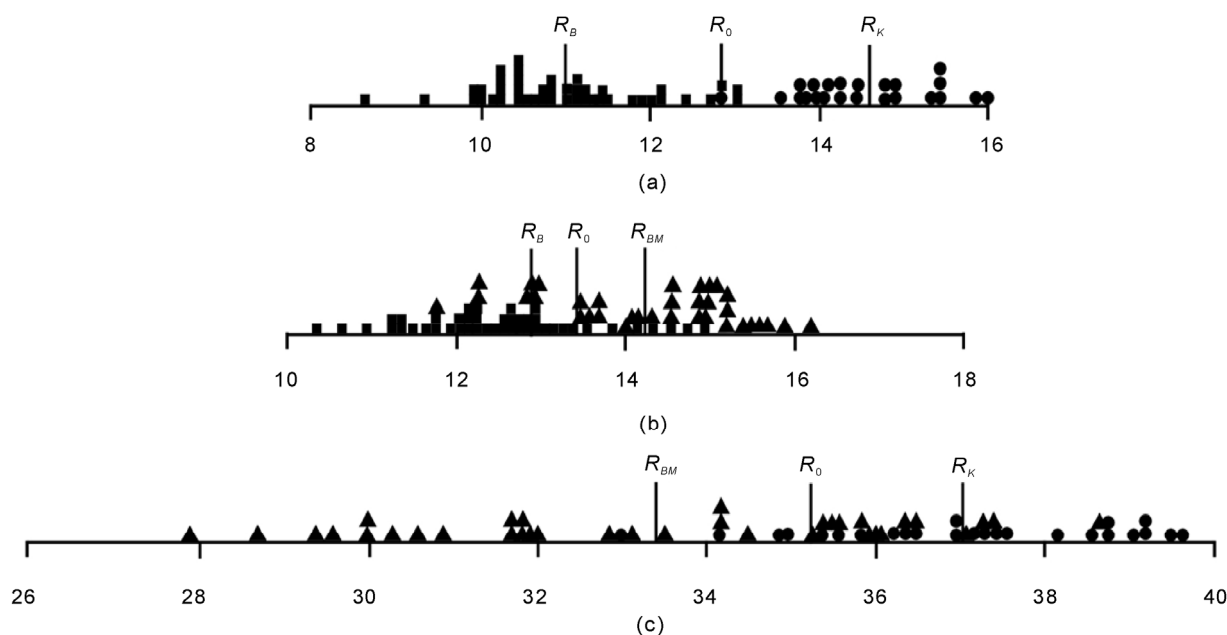 R_B R_0 R_K
8 10 12 14 16
(a)
R_B R_0 R_BM
10 12 14 16 18
(b)
R_BM R_0 R_K
26 28 30 32 34 36 38 40
(c)